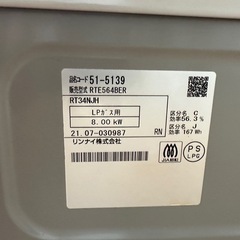 品名コード 51-5139
販売型式 RTE564BER
RT34NJH
LPガス用
8.00 kW
21.07-030987 RN
リンナイ株式会社
区分名 C
効率56.3 %
区分名 J
効率 167 Wh
JIA
PS
LPG